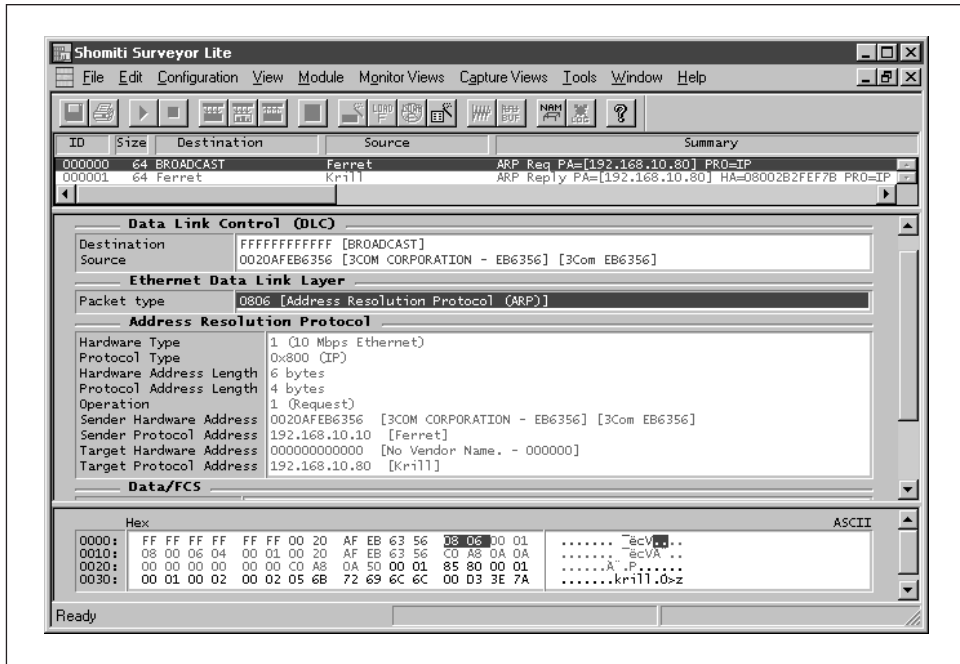 Shomiti Surveyor Lite
File Edit Configuration View Module Monitor Views Capture Views Tools Window Help
ID Size Destination Source Summary
000000 64 BROADCAST Ferret ARP Req PA=[192.168.10.80] PRO=IP
000001 64 Ferret Krill ARP Reply PA=[192.168.10.80] HA=08002B2FEF7B PRO=IP
Data Link Control (DLC)
Destination FFFFFFFFFFFF [BROADCAST]
Source 0020AFEB6356 [3COM CORPORATION - EB6356] [3Com EB6356]
Ethernet Data Link Layer
Packet type 0806 [Address Resolution Protocol (ARP)]
Address Resolution Protocol
Hardware Type 1 (10 Mbps Ethernet)
Protocol Type 0x800 (IP)
Hardware Address Length 6 bytes
Protocol Address Length 4 bytes
Operation 1 (Request)
Sender Hardware Address 0020AFEB6356 [3COM CORPORATION - EB6356] [3Com EB6356]
Sender Protocol Address 192.168.10.10 [Ferret]
Target Hardware Address 000000000000 [No Vendor Name. - 000000]
Target Protocol Address 192.168.10.80 [Krill]
Data/FCS
Hex ASCII
0000: FF FF FF FF FF FF 00 20 AF EB 63 56 08 06 00 01 ....... ¯ëcV....
0010: 08 00 06 04 00 01 00 20 AF EB 63 56 C0 A8 0A 0A ....... ¯ëcVÀ¨..
0020: 00 00 00 00 00 00 C0 A8 0A 50 00 01 85 80 00 01 ......À¨.P......
0030: 00 01 00 02 00 02 05 6B 72 69 6C 6C 00 D3 3E 7A .......krill.Ó>z
Ready